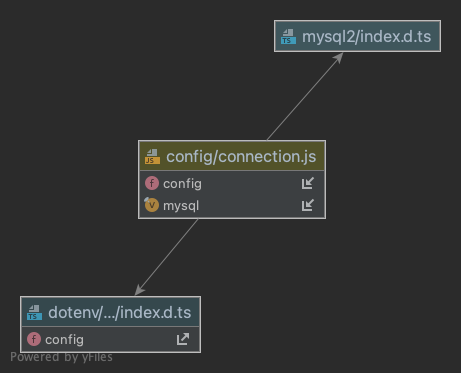 mysql2/index.d.ts
TS
config/connection.js
JS
f config
v mysql
dotenv/.../index.d.ts
TS
f config
Powered by yFiles